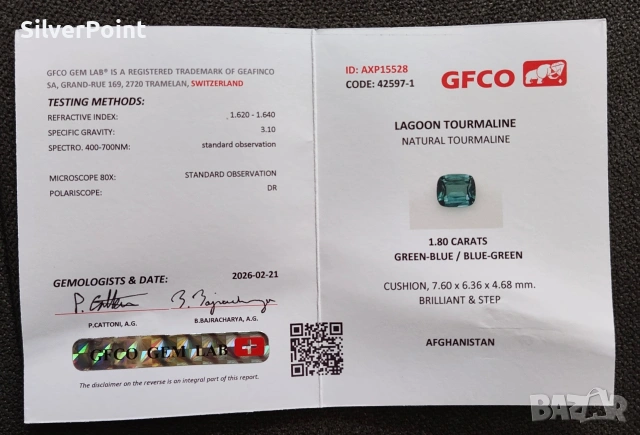 SilverPoint
GFCO GEM LAB® IS A REGISTERED TRADEMARK OF GEAFINCO
SA, GRAND-RUE 169, 2720 TRAMELAN, SWITZERLAND
TESTING METHODS:
REFRACTIVE INDEX: 1.620 - 1.640
SPECIFIC GRAVITY: 3.10
SPECTRO. 400-700NM: standard observation
MICROSCOPE 80X: STANDARD OBSERVATION
POLARISCOPE: DR
GEMOLOGISTS & DATE: 2026-02-21
P. Cattoni B. Bajracharya
P.CATTONI, A.G. B.BAJRACHARYA, A.G.
GFCO GEM LAB
The disclaimer on the reverse is an integral part of this report.
ID: AXP15528
CODE: 42597-1
GFCO
LAGOON TOURMALINE
NATURAL TOURMALINE
1.80 CARATS
GREEN-BLUE / BLUE-GREEN
CUSHION, 7.60 x 6.36 x 4.68 mm.
BRILLIANT & STEP
AFGHANISTAN
BAZAR